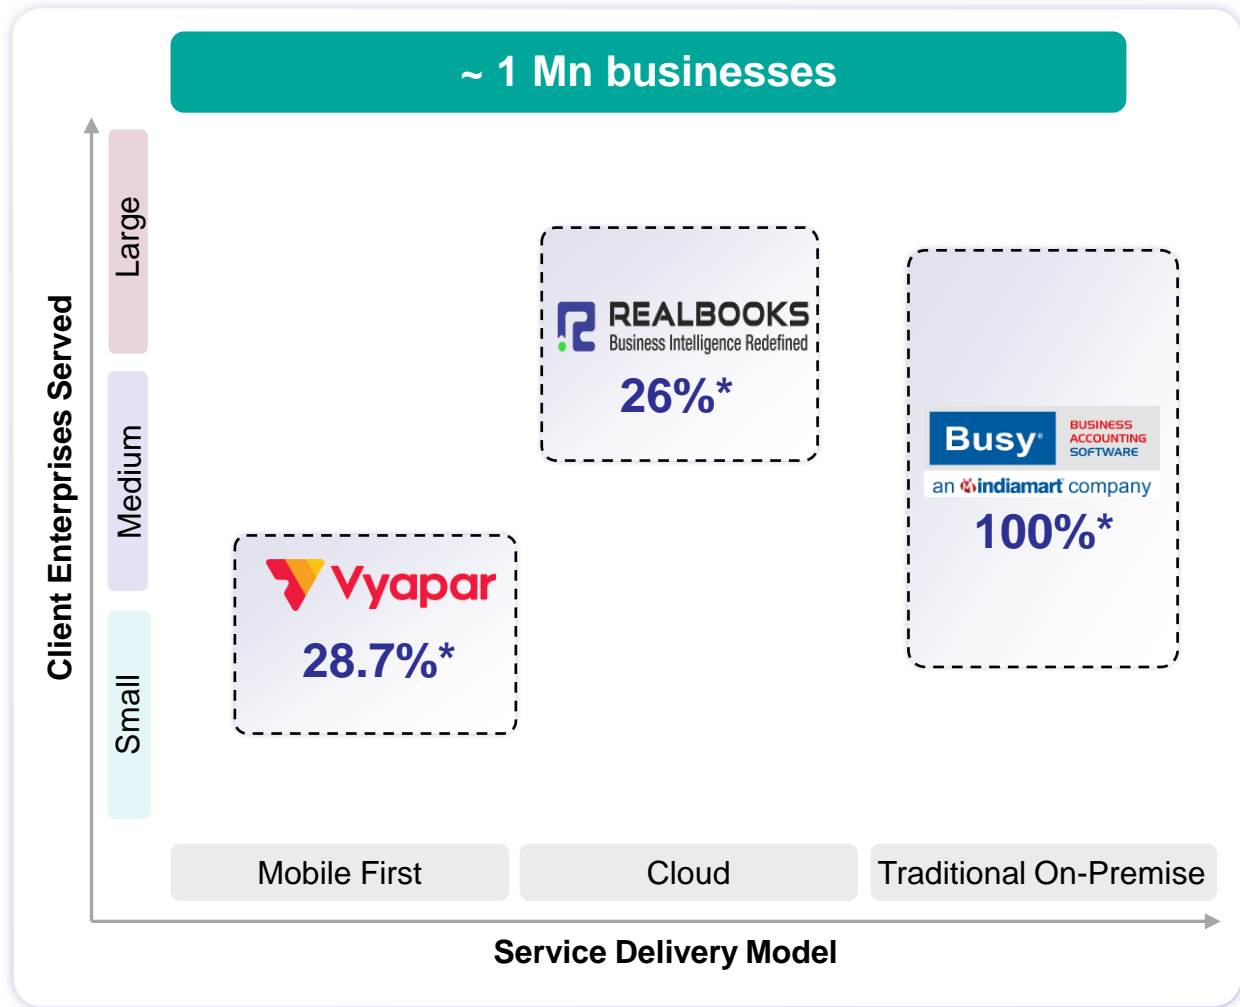 ~ 1 Mn businesses
Client Enterprises Served
Large
Medium
Small
REALBOOKS
Business Intelligence Redefined
26%*
Busy®
BUSINESS
ACCOUNTING
SOFTWARE
an indiamart company
100%*
Vyapar
28.7%*
Mobile First
Cloud
Traditional On-Premise
Service Delivery Model